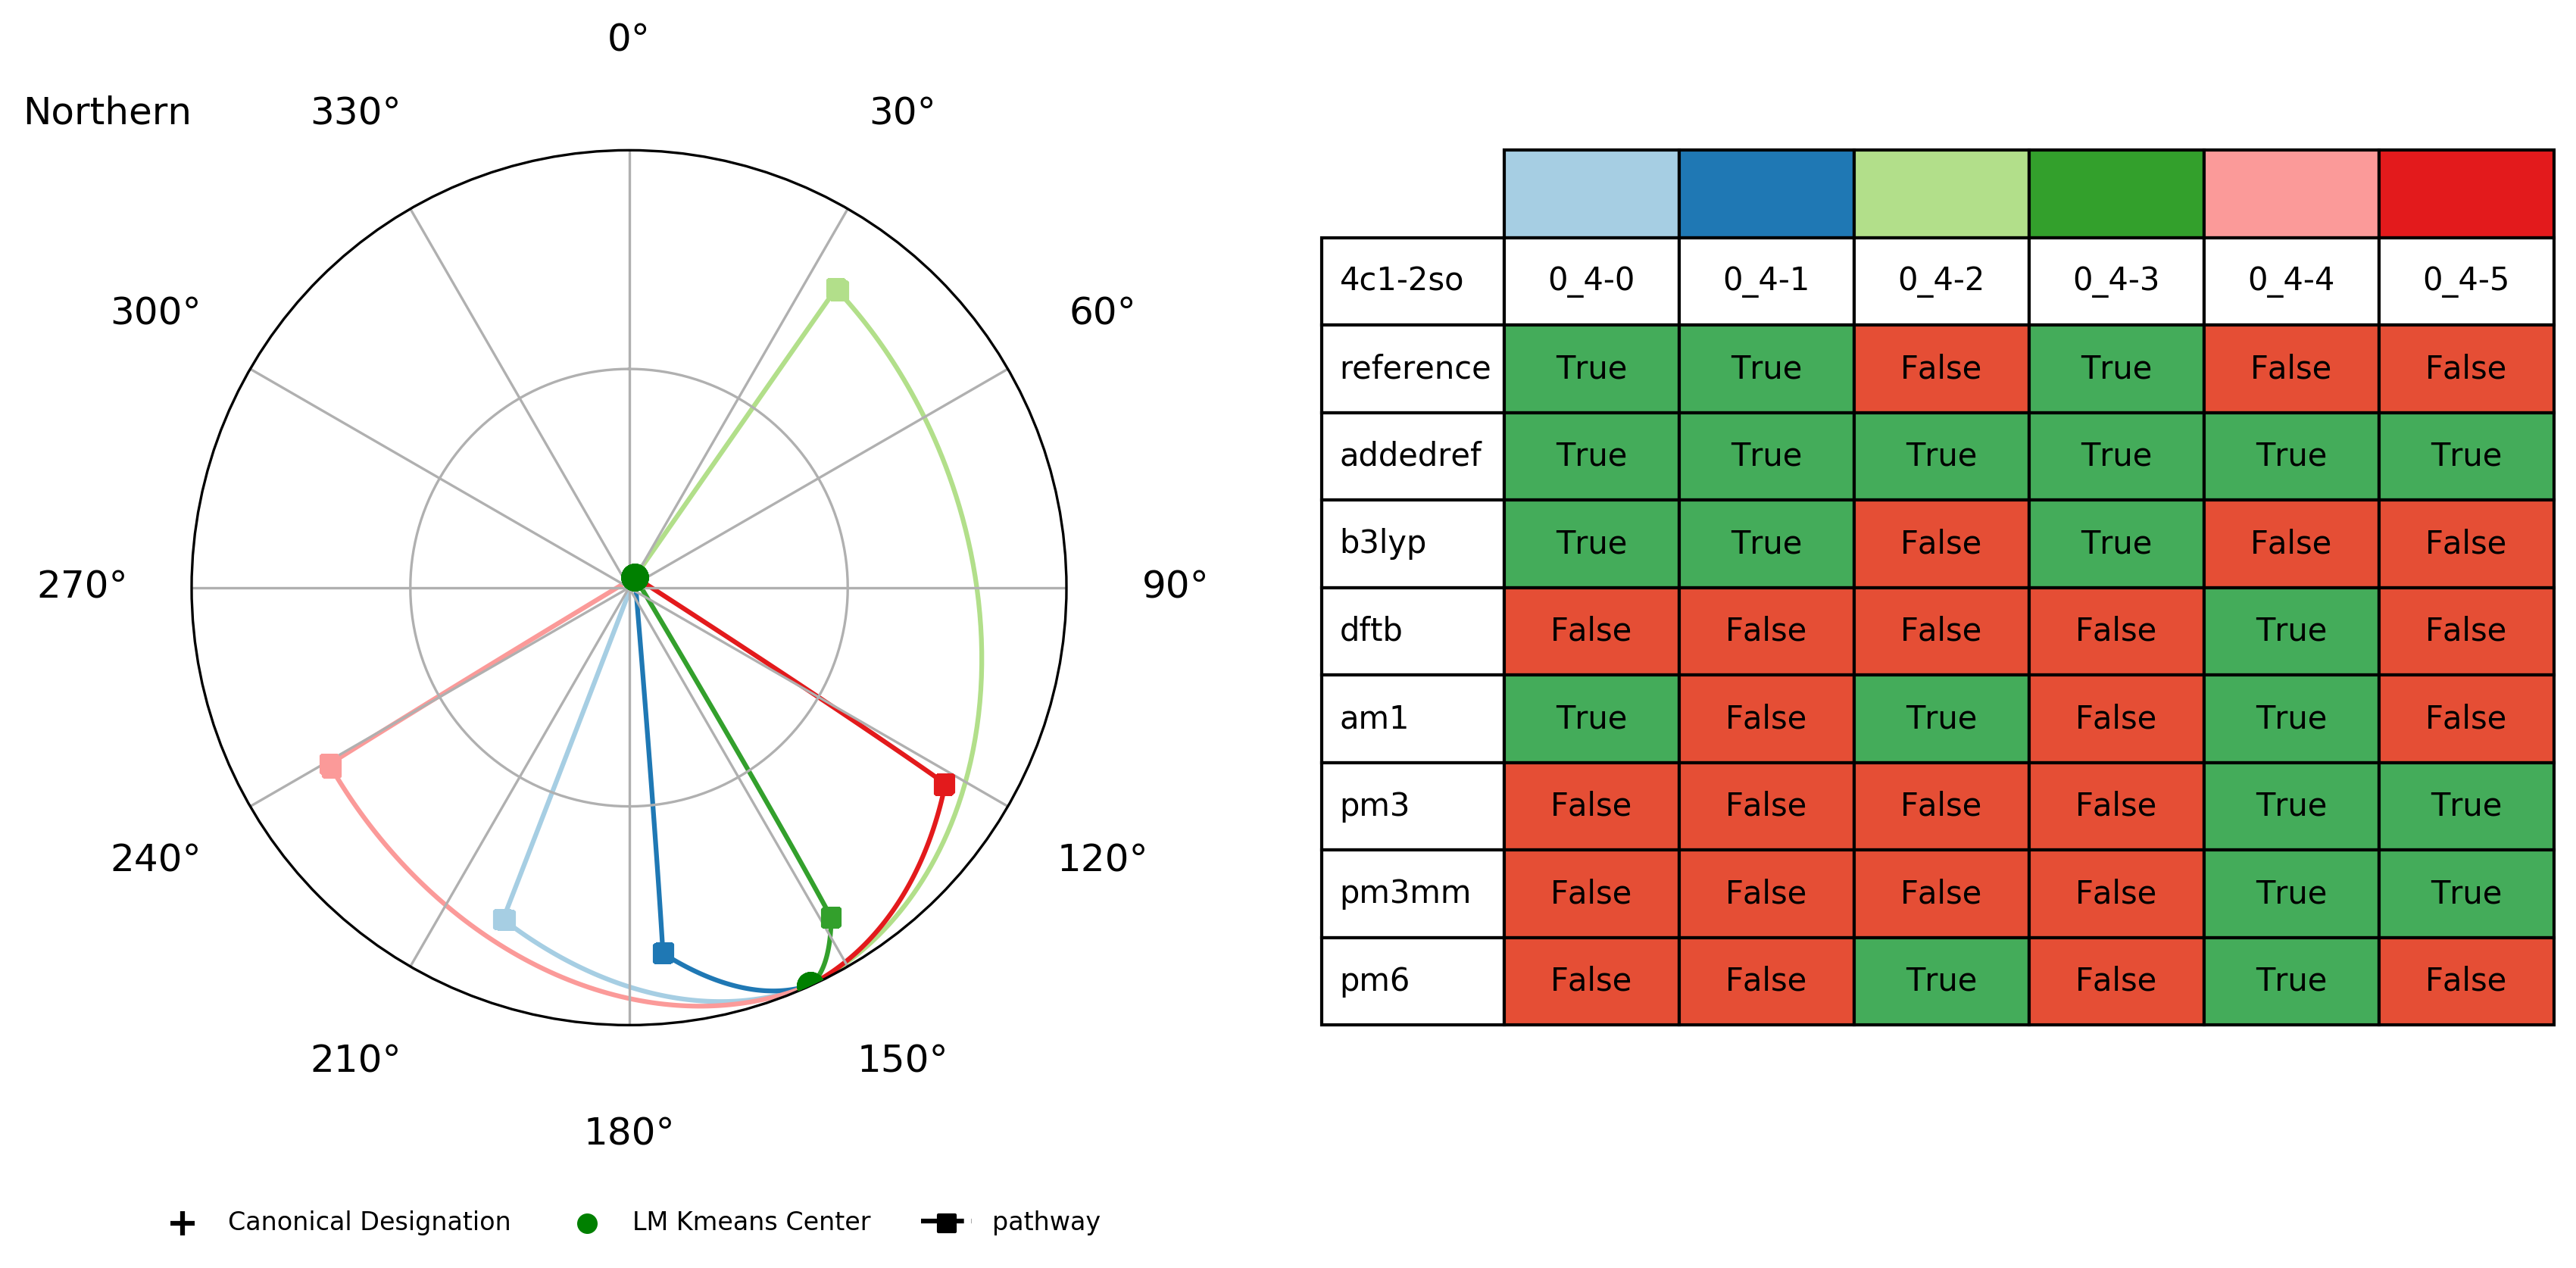 0°
Northern
330°
30°
300°
60°
270°
90°
240°
120°
210°
150°
180°
Canonical Designation
LM Kmeans Center
pathway
4c1-2so 0_4-0 0_4-1 0_4-2 0_4-3 0_4-4 0_4-5
reference True True False True False False
addedref True True True True True True
b3lyp True True False True False False
dftb False False False False True False
am1 True False True False True False
pm3 False False False False True True
pm3mm False False False False True True
pm6 False False True False True False